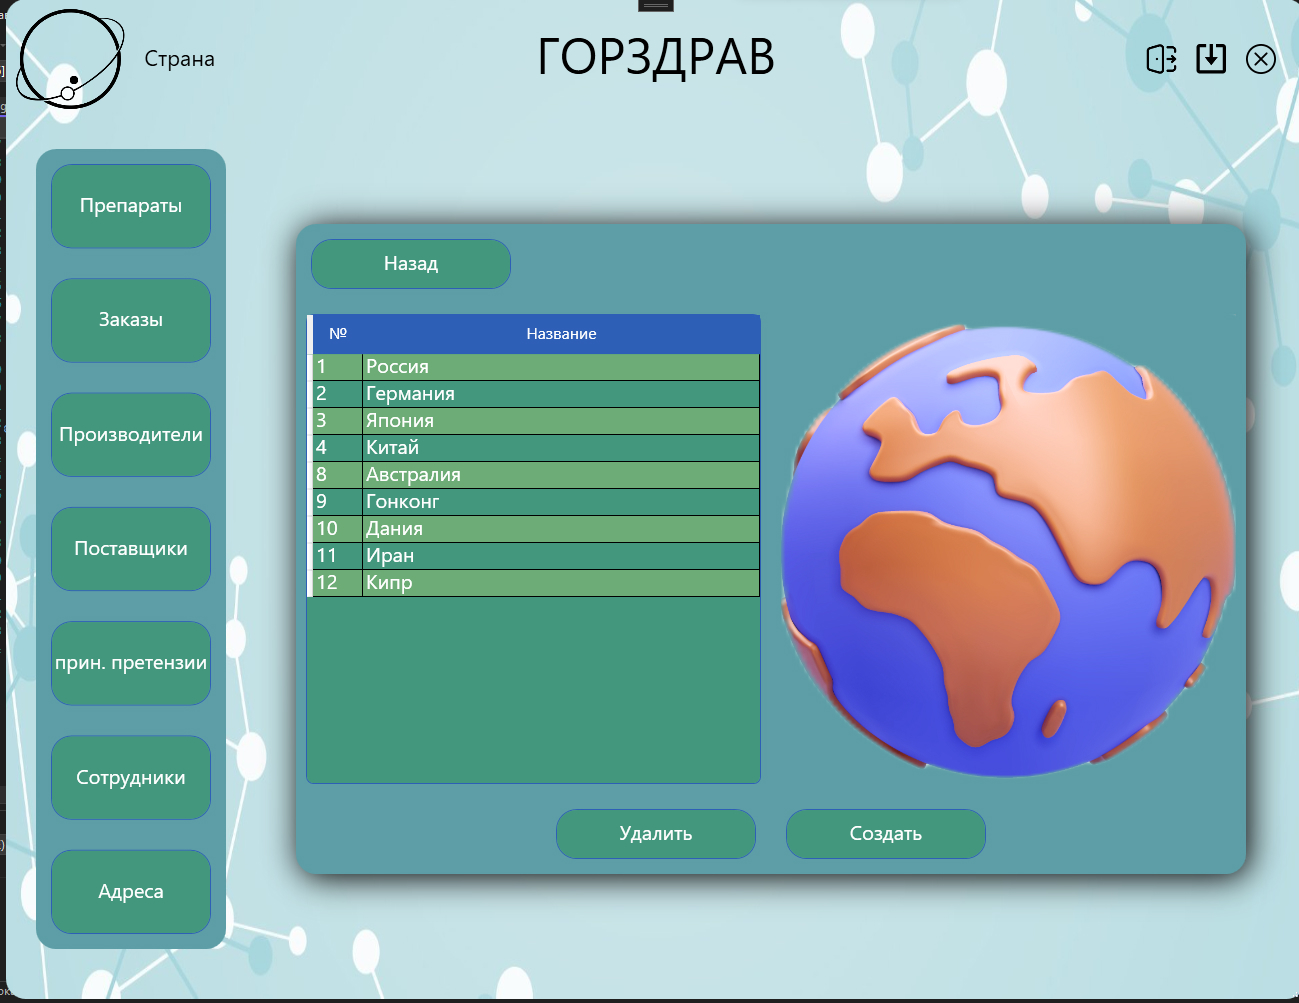 Страна
ГОРЗДРАВ
Препараты
Заказы
Производители
Поставщики
прин. претензии
Сотрудники
Адреса
Назад
№ Название
1 Россия
2 Германия
3 Япония
4 Китай
8 Австралия
9 Гонконг
10 Дания
11 Иран
12 Кипр
Удалить Создать